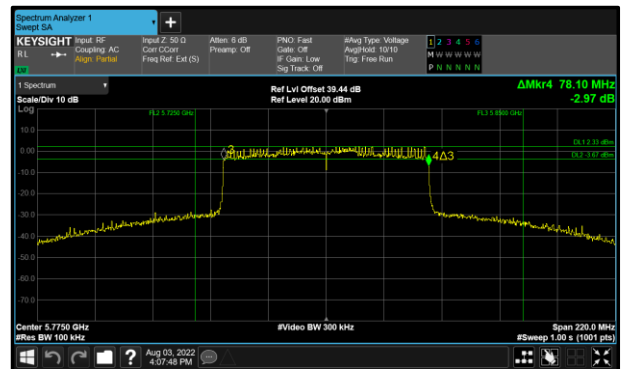 Spectrum Analyzer 1
Swept SA
KEYSIGHT
RL
Input: RF
Coupling: AC
Align: Partial
Input Z: 50 Ω
Corr CCorr
Freq Ref: Ext (S)
Atten: 6 dB
Preamp: Off
PNO: Fast
Gate: Off
IF Gain: Low
Sig Track: Off
#Avg Type: Voltage
Avg|Hold: 10/10
Trig: Free Run
1 2 3 4 5 6
M W W W W W
P N N N N N
1 Spectrum
Scale/Div 10 dB
Ref Lvl Offset 39.44 dB
Ref Level 20.00 dBm
ΔMkr4 78.10 MHz
-2.97 dB
Log
FL2 5.7250 GHz
FL3 5.8500 GHz
10.0
DL1 2.33 dBm
3
0.00
4Δ3
DL2 -3.67 dBm
-10.0
-20.0
-30.0
-40.0
-50.0
-60.0
-70.0
Center 5.7750 GHz
#Video BW 300 kHz
Span 220.0 MHz
#Res BW 100 kHz
#Sweep 1.00 s (1001 pts)
?
Aug 03, 2022
4:07:48 PM